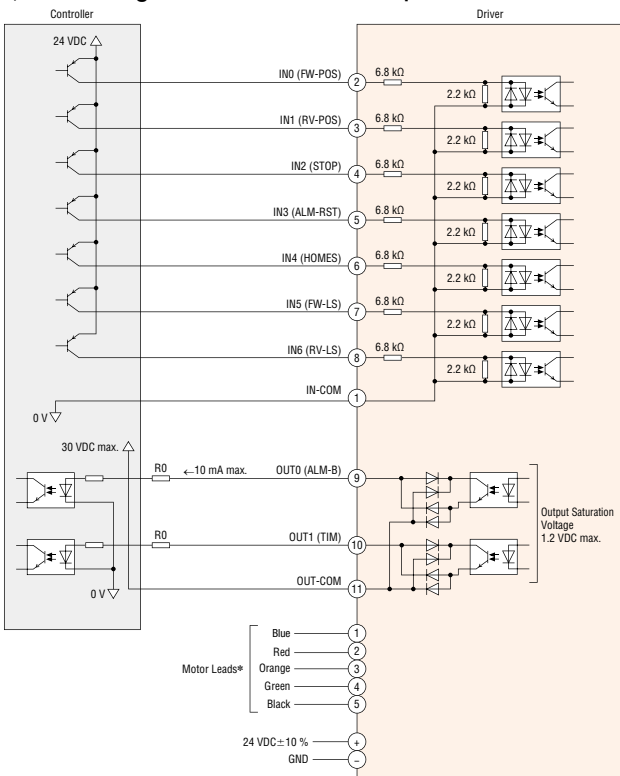 Controller
Driver
24 VDC
IN0 (FW-POS)
2
6.8 kΩ
2.2 kΩ
IN1 (RV-POS)
3
6.8 kΩ
2.2 kΩ
IN2 (STOP)
4
6.8 kΩ
2.2 kΩ
IN3 (ALM-RST)
5
6.8 kΩ
2.2 kΩ
IN4 (HOMES)
6
6.8 kΩ
2.2 kΩ
IN5 (FW-LS)
7
6.8 kΩ
2.2 kΩ
IN6 (RV-LS)
8
6.8 kΩ
2.2 kΩ
IN-COM
1
0 V
30 VDC max.
R0
←10 mA max.
OUT0 (ALM-B)
9
R0
OUT1 (TIM)
10
Output Saturation
Voltage
1.2 VDC max.
OUT-COM
11
0 V
Motor Leads*
Blue
1
Red
2
Orange
3
Green
4
Black
5
24 VDC±10 %
+
GND
−